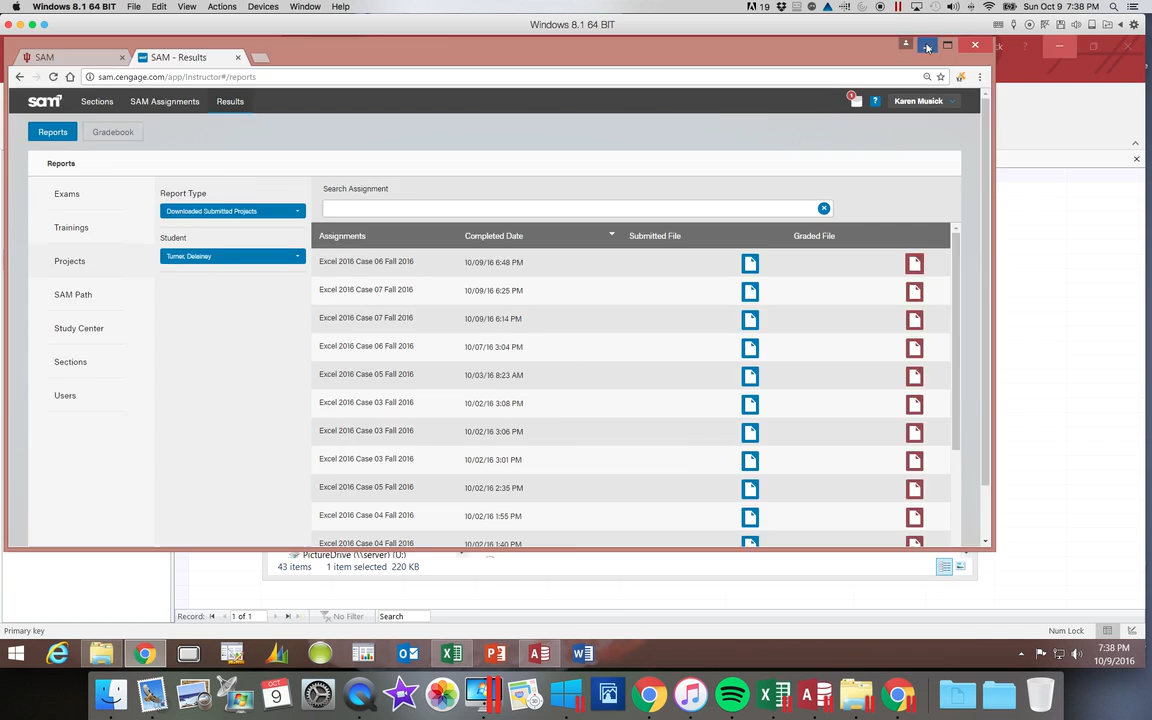 Windows 8.1 64 BIT File Edit View Actions Devices Window Help 19 Sun Oct 9 7:38 PM
Windows 8.1 64 BIT
SAM SAM - Results
sam.cengage.com/app/Instructor#/reports
sam Sections SAM Assignments Results 1 ? Karen Musick
Reports Gradebook
Reports
Exams
Trainings
Projects
SAM Path
Study Center
Sections
Users
Report Type
Downloaded Submitted Projects
Student
Turner, Delainey
Search Assignment
Assignments Completed Date Submitted File Graded File
Excel 2016 Case 06 Fall 2016 10/09/16 6:48 PM
Excel 2016 Case 07 Fall 2016 10/09/16 6:25 PM
Excel 2016 Case 07 Fall 2016 10/09/16 6:14 PM
Excel 2016 Case 06 Fall 2016 10/07/16 3:04 PM
Excel 2016 Case 05 Fall 2016 10/03/16 8:23 AM
Excel 2016 Case 03 Fall 2016 10/02/16 3:08 PM
Excel 2016 Case 03 Fall 2016 10/02/16 3:06 PM
Excel 2016 Case 03 Fall 2016 10/02/16 3:01 PM
Excel 2016 Case 05 Fall 2016 10/02/16 2:35 PM
Excel 2016 Case 04 Fall 2016 10/02/16 1:55 PM
Excel 2016 Case 04 Fall 2016 10/02/16 1:40 PM
PictureDrive (\\server) (U:)
43 items 1 item selected 220 KB
Record: 1 of 1 No Filter Search
Primary key Num Lock
7:38 PM
10/9/2016
OCT
9